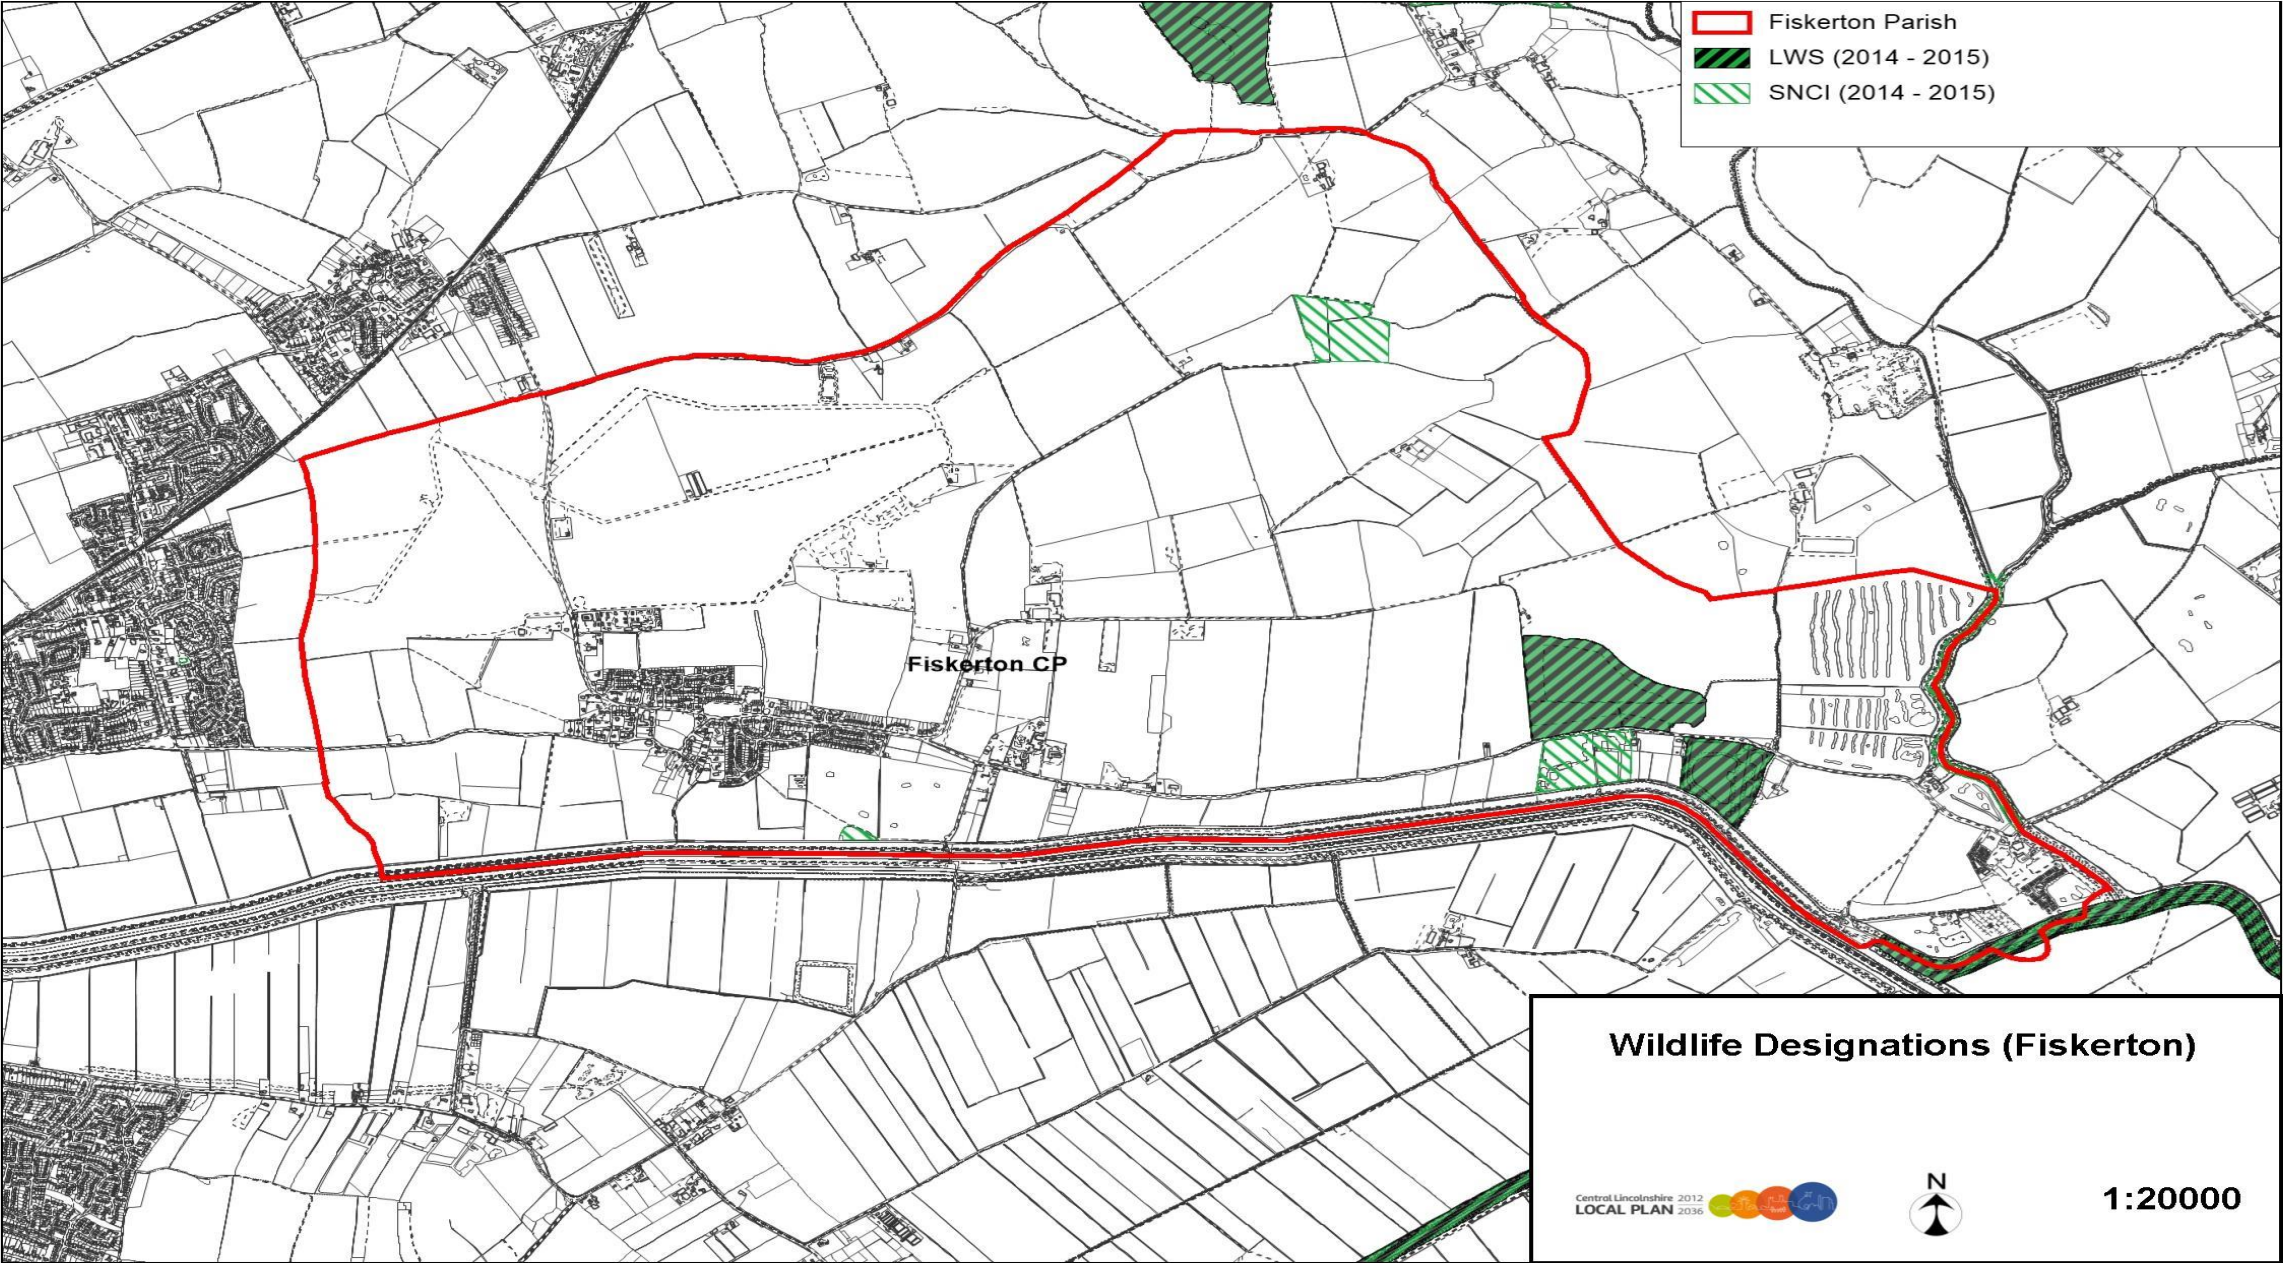 Fiskerton Parish
LWS (2014 - 2015)
SNCI (2014 - 2015)
Fiskerton CP
Wildlife Designations (Fiskerton)
Central Lincolnshire 2012
LOCAL PLAN 2036
N
1:20000